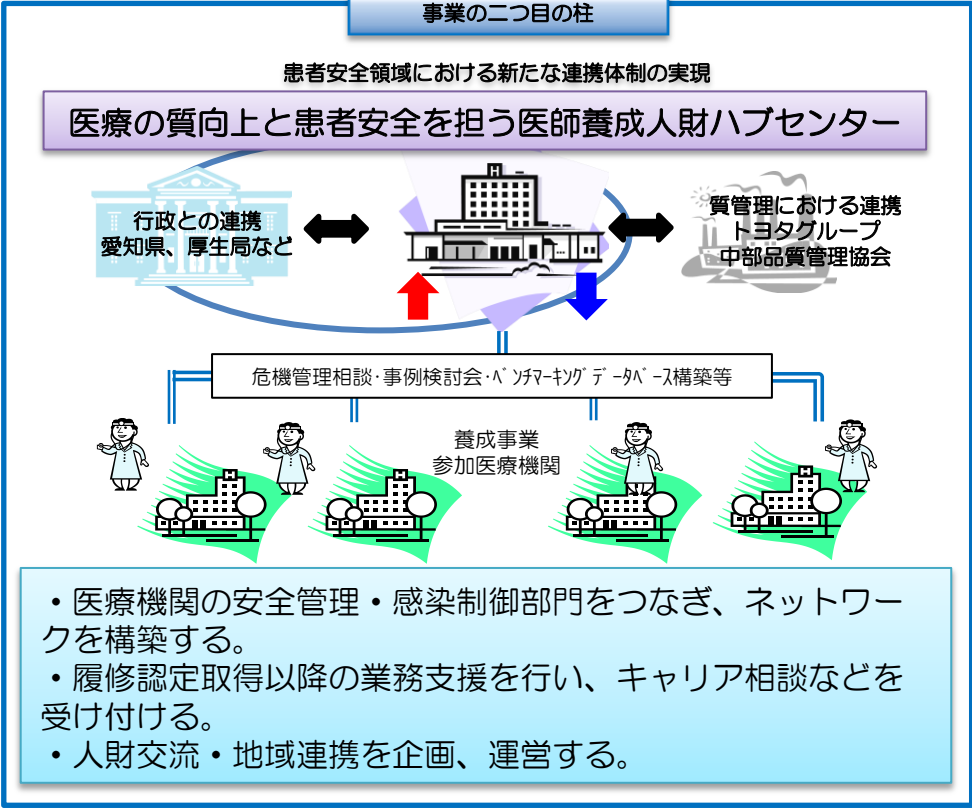 事業の二つ目の柱
患者安全領域における新たな連携体制の実現
医療の質向上と患者安全を担う医師養成人財ハブセンター
行政との連携
愛知県、厚生局など
質管理における連携
トヨタグループ
中部品質管理協会
危機管理相談・事例検討会・ﾍﾞﾝﾁﾏｰｷﾝｸﾞﾃﾞｰﾀﾍﾞｰｽ構築等
養成事業
参加医療機関
・医療機関の安全管理・感染制御部門をつなぎ、ネットワー
クを構築する。
・履修認定取得以降の業務支援を行い、キャリア相談などを
受け付ける。
・人財交流・地域連携を企画、運営する。